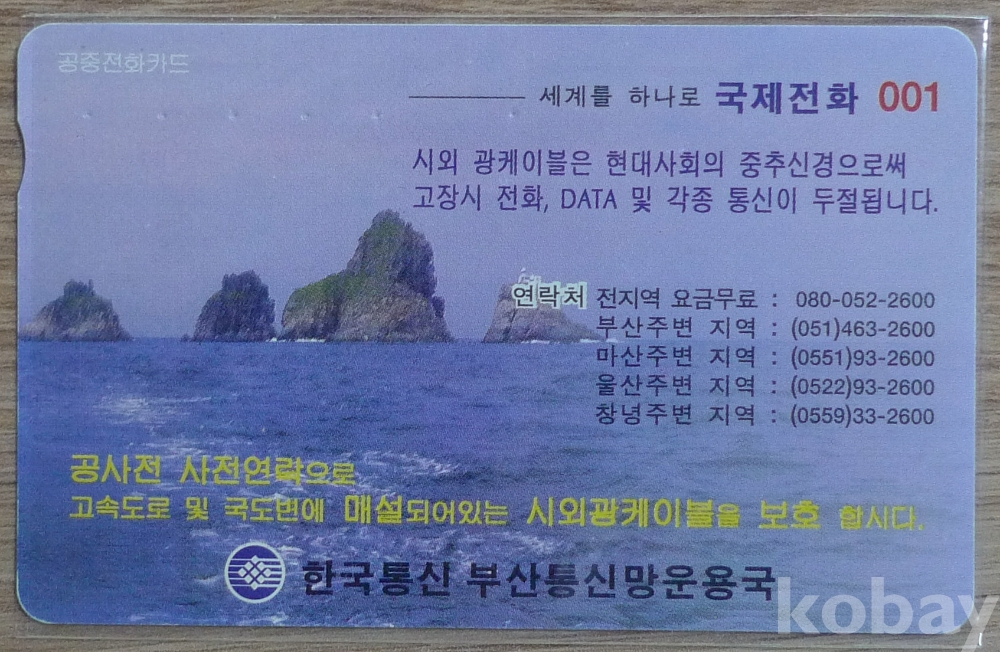 공중전화카드
세계를 하나로 국제전화 001
시외 광케이블은 현대사회의 중추신경으로써
고장시 전화, DATA 및 각종 통신이 두절됩니다.
연락처 전지역 요금무료 : 080-052-2600
부산주변 지역 : (051)463-2600
마산주변 지역 : (0551)93-2600
울산주변 지역 : (0522)93-2600
창녕주변 지역 : (0559)33-2600
공사전 사전연락으로
고속도로 및 국도변에 매설되어있는 시외광케이블을 보호 합시다.
한국통신 부산통신망운용국
kobay